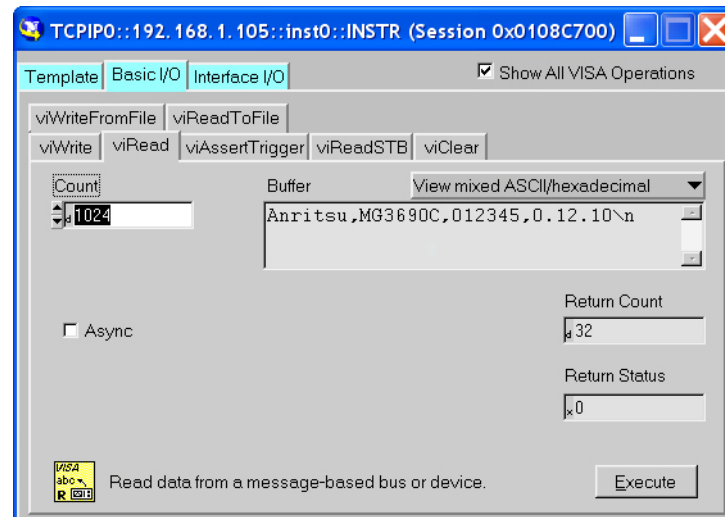 TCPIP0::192.168.1.105::inst0::INSTR (Session 0x0108C700)
Template Basic I/O Interface I/O Show All VISA Operations
viWriteFromFile viReadToFile
viWrite viRead viAssertTrigger viReadSTB viClear
Count Buffer View mixed ASCII/hexadecimal
d 1024 Anritsu,MG3690C,012345,0.12.10\n
Return Count
Async d 32
Return Status
x 0
VISA
abc
R
Read data from a message-based bus or device. Execute